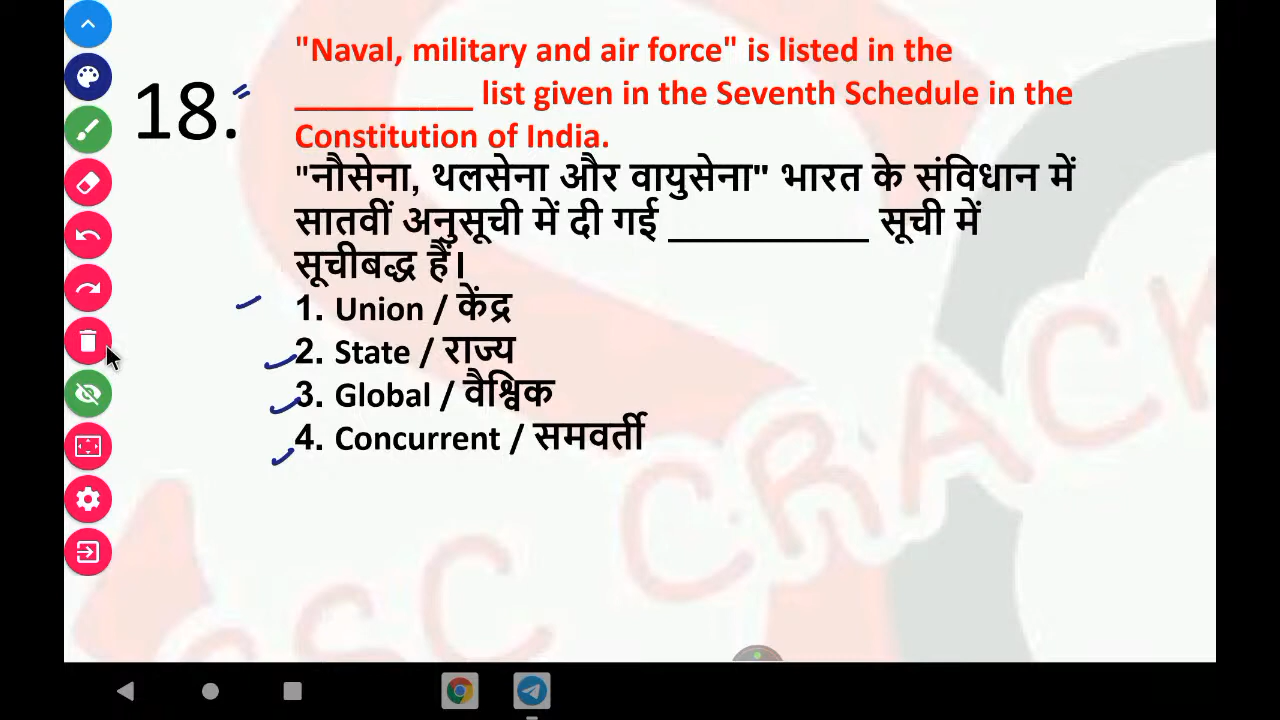 18.
"Naval, military and air force" is listed in the
__________ list given in the Seventh Schedule in the
Constitution of India.
"नौसेना, थलसेना और वायुसेना" भारत के संविधान में
सातवीं अनुसूची में दी गई __________ सूची में
सूचीबद्ध हैं।
1. Union / केंद्र
2. State / राज्य
3. Global / वैश्विक
4. Concurrent / समवर्ती
SSC CRACK